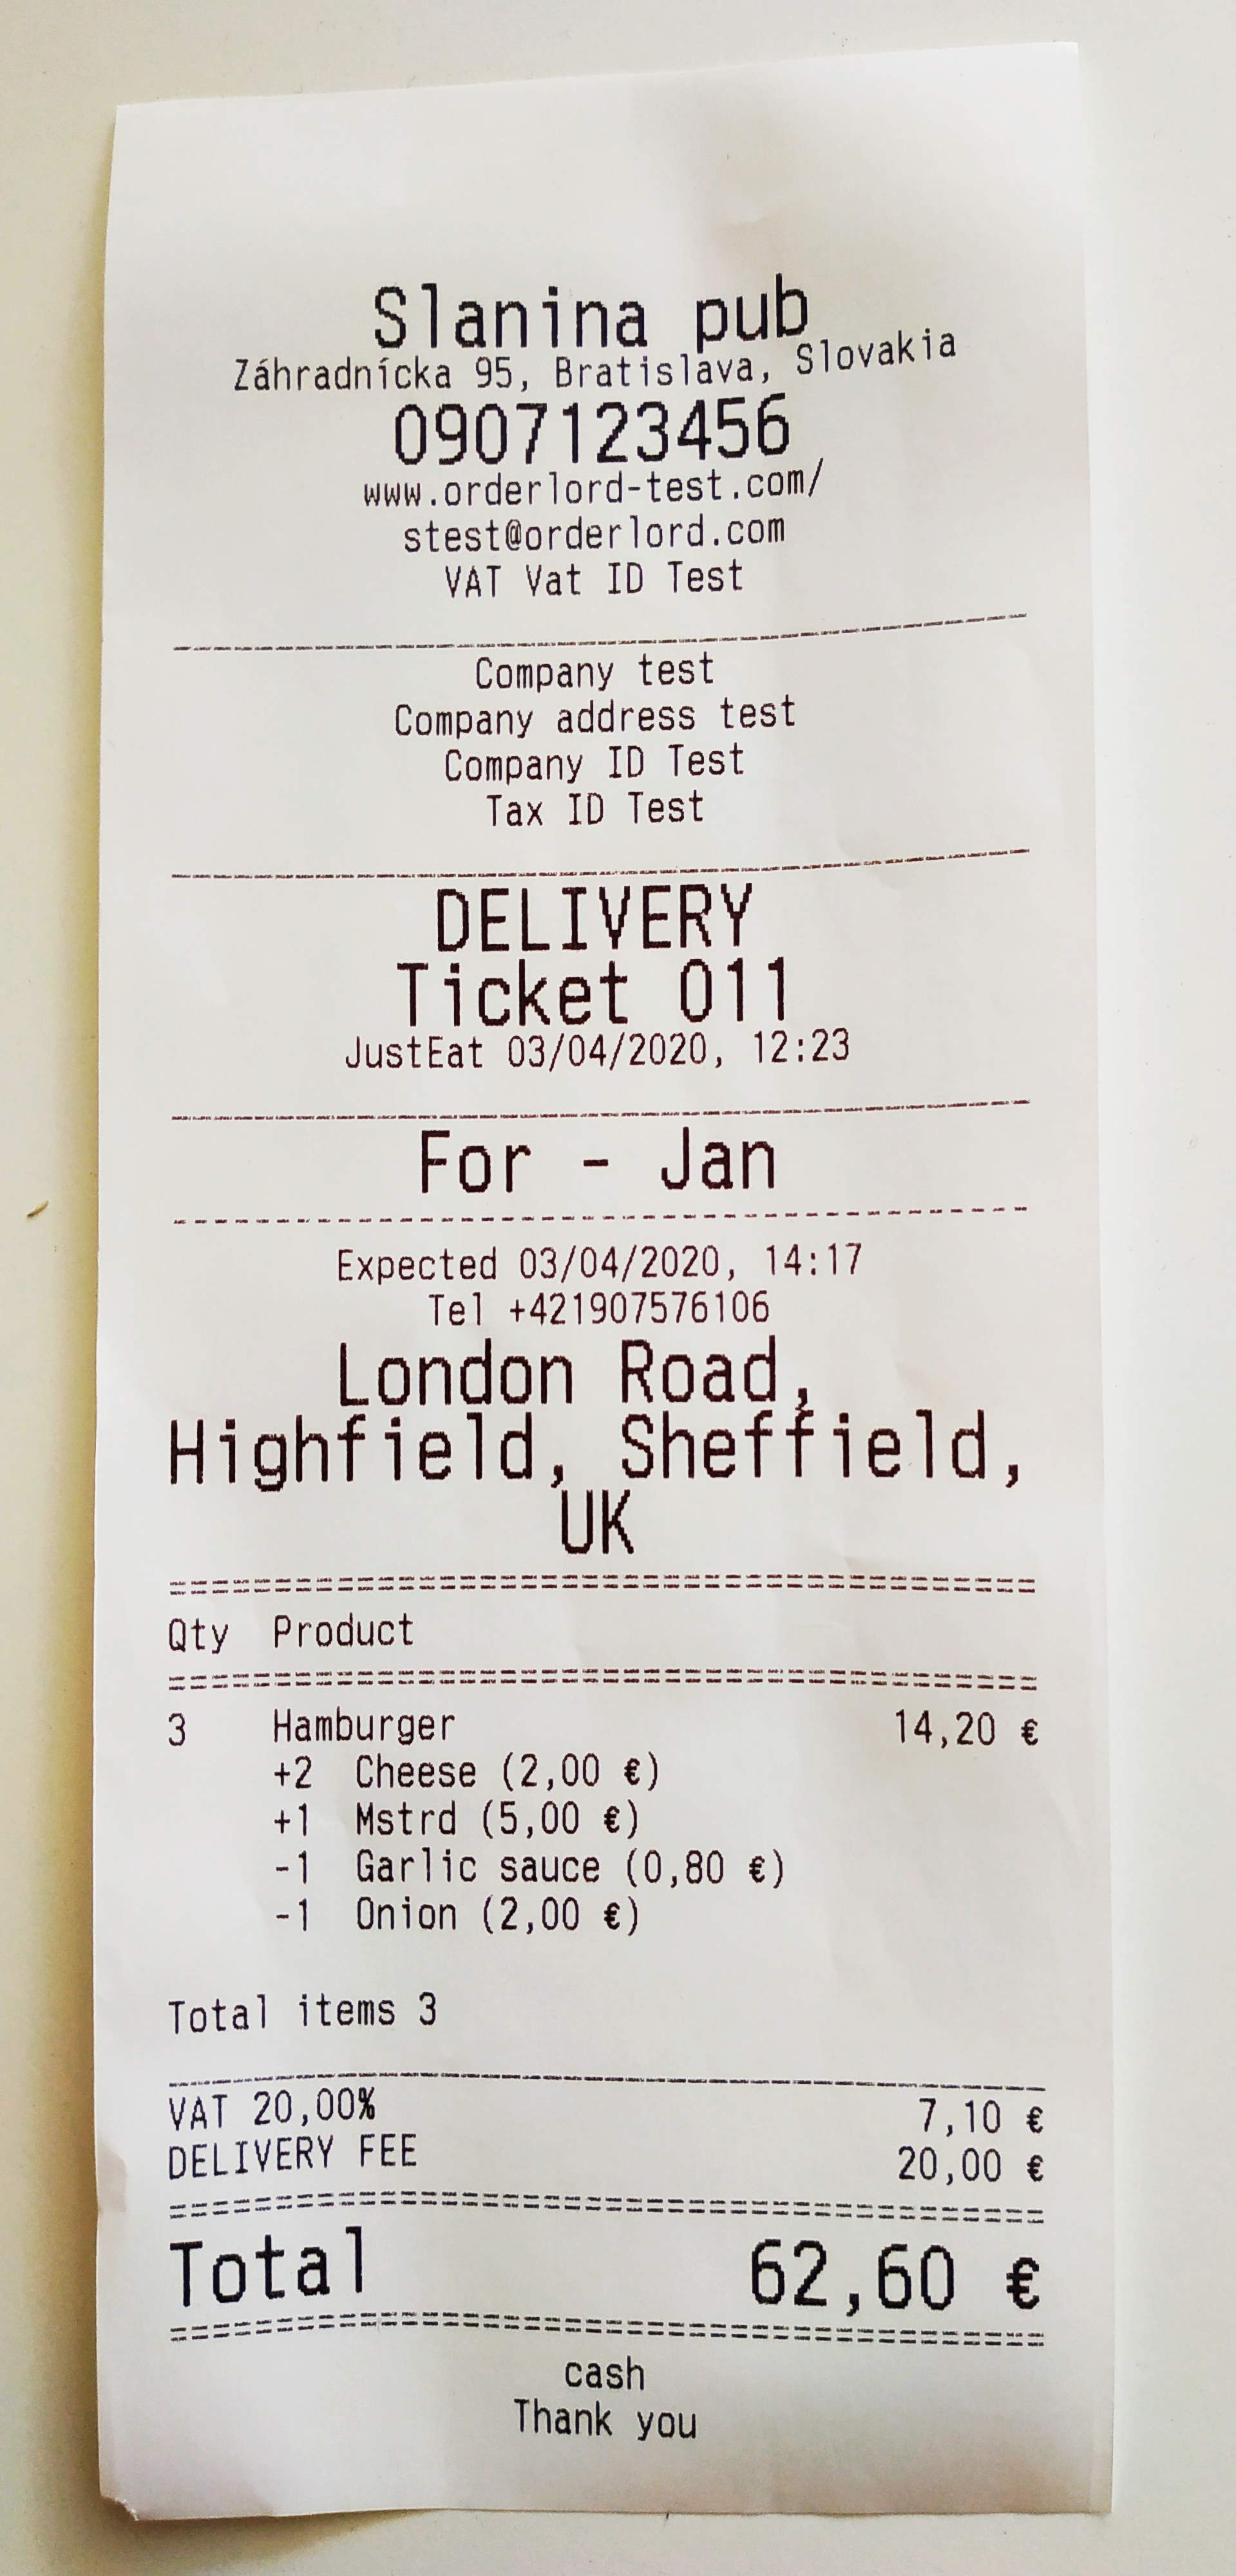 Slanina pub
Záhradnícka 95, Bratislava, Slovakia
0907123456
www.orderlord-test.com/
stest@orderlord.com
VAT Vat ID Test
Company test
Company address test
Company ID Test
Tax ID Test
DELIVERY
Ticket 011
JustEat 03/04/2020, 12:23
For - Jan
Expected 03/04/2020, 14:17
Tel +421907576106
London Road,
Highfield, Sheffield,
UK
Qty Product
3 Hamburger 14,20 €
+2 Cheese (2,00 €)
+1 Mstrd (5,00 €)
-1 Garlic sauce (0,80 €)
-1 Onion (2,00 €)
Total items 3
VAT 20,00% 7,10 €
DELIVERY FEE 20,00 €
Total 62,60 €
cash
Thank you